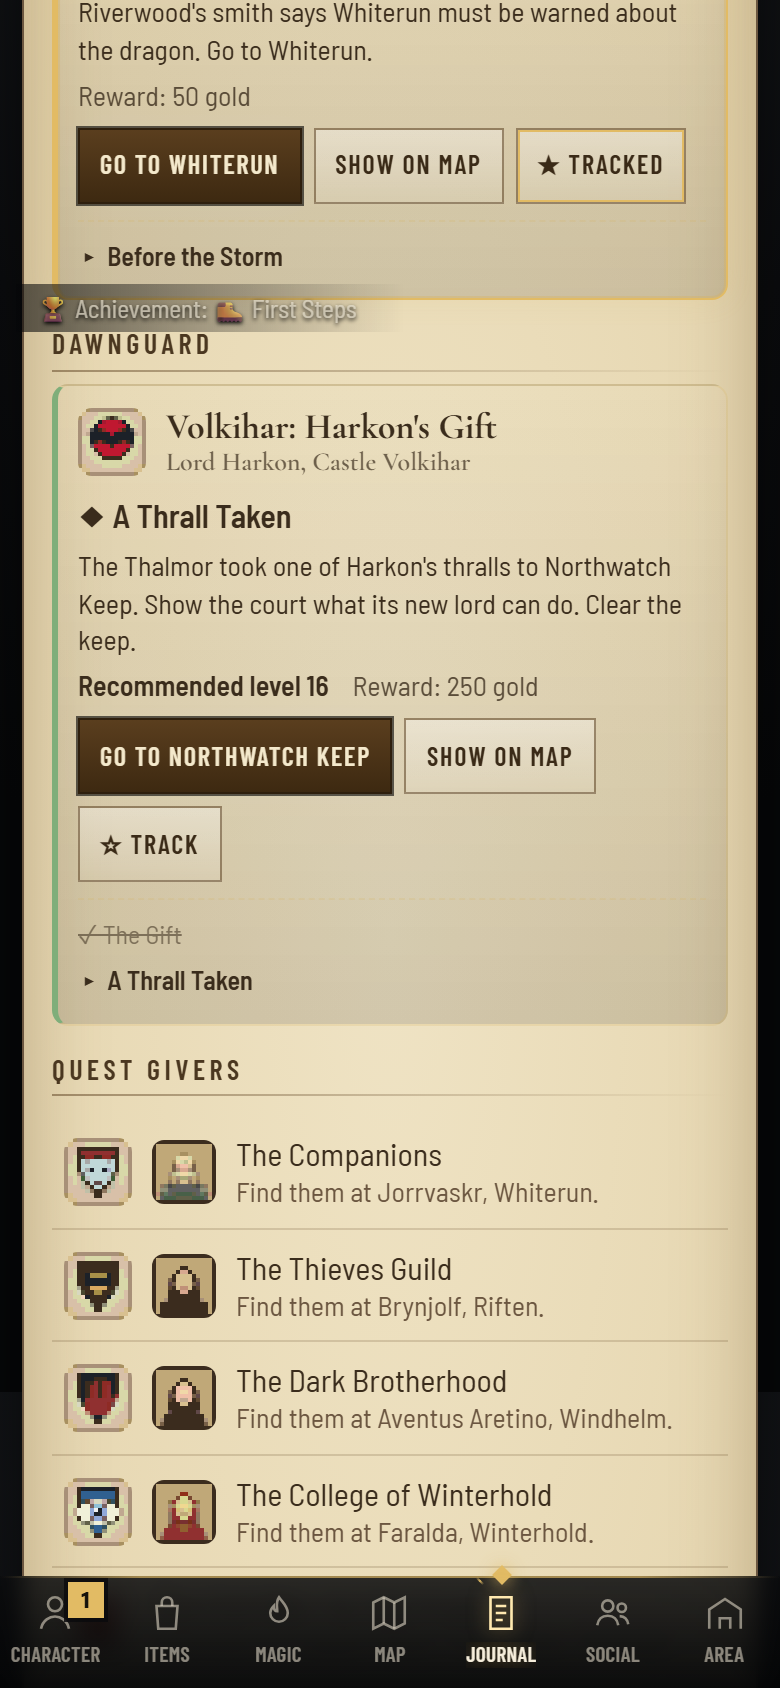 Riverwood's smith says Whiterun must be warned about
the dragon. Go to Whiterun.
Reward: 50 gold
GO TO WHITERUN
SHOW ON MAP
★ TRACKED
▸ Before the Storm
Achievement: First Steps
DAWNGUARD
Volkihar: Harkon's Gift
Lord Harkon, Castle Volkihar
◆ A Thrall Taken
The Thalmor took one of Harkon's thralls to Northwatch
Keep. Show the court what its new lord can do. Clear the
keep.
Recommended level 16 Reward: 250 gold
GO TO NORTHWATCH KEEP
SHOW ON MAP
☆ TRACK
✓ The Gift
▸ A Thrall Taken
QUEST GIVERS
The Companions
Find them at Jorrvaskr, Whiterun.
The Thieves Guild
Find them at Brynjolf, Riften.
The Dark Brotherhood
Find them at Aventus Aretino, Windhelm.
The College of Winterhold
Find them at Faralda, Winterhold.
1
CHARACTER
ITEMS
MAGIC
MAP
JOURNAL
SOCIAL
AREA